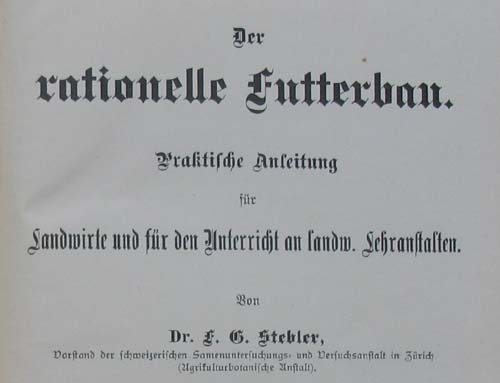 Der
rationelle Futterbau.
Praktische Anleitung
für
Landwirte und für den Unterricht an landw. Lehranstalten.
Von
Dr. F. G. Stebler,
Vorstand der schweizerischen Samenuntersuchungs- und Versuchsanstalt in Zürich
(Agrikulturbotanische Anstalt).